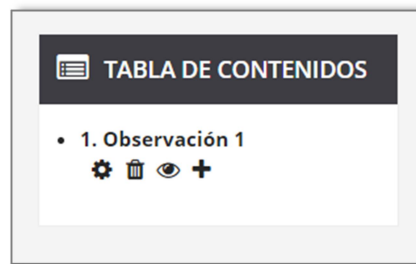 TABLA DE CONTENIDOS
1. Observación 1